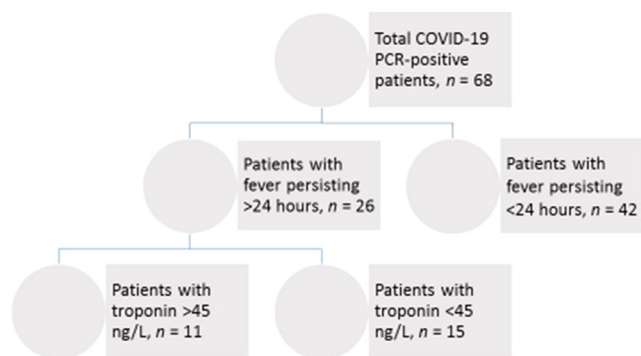 Total COVID-19
PCR-positive
patients, n = 68
Patients with
fever persisting
>24 hours, n = 26
Patients with
fever persisting
<24 hours, n = 42
Patients with
troponin >45
ng/L, n = 11
Patients with
troponin <45
ng/L, n = 15